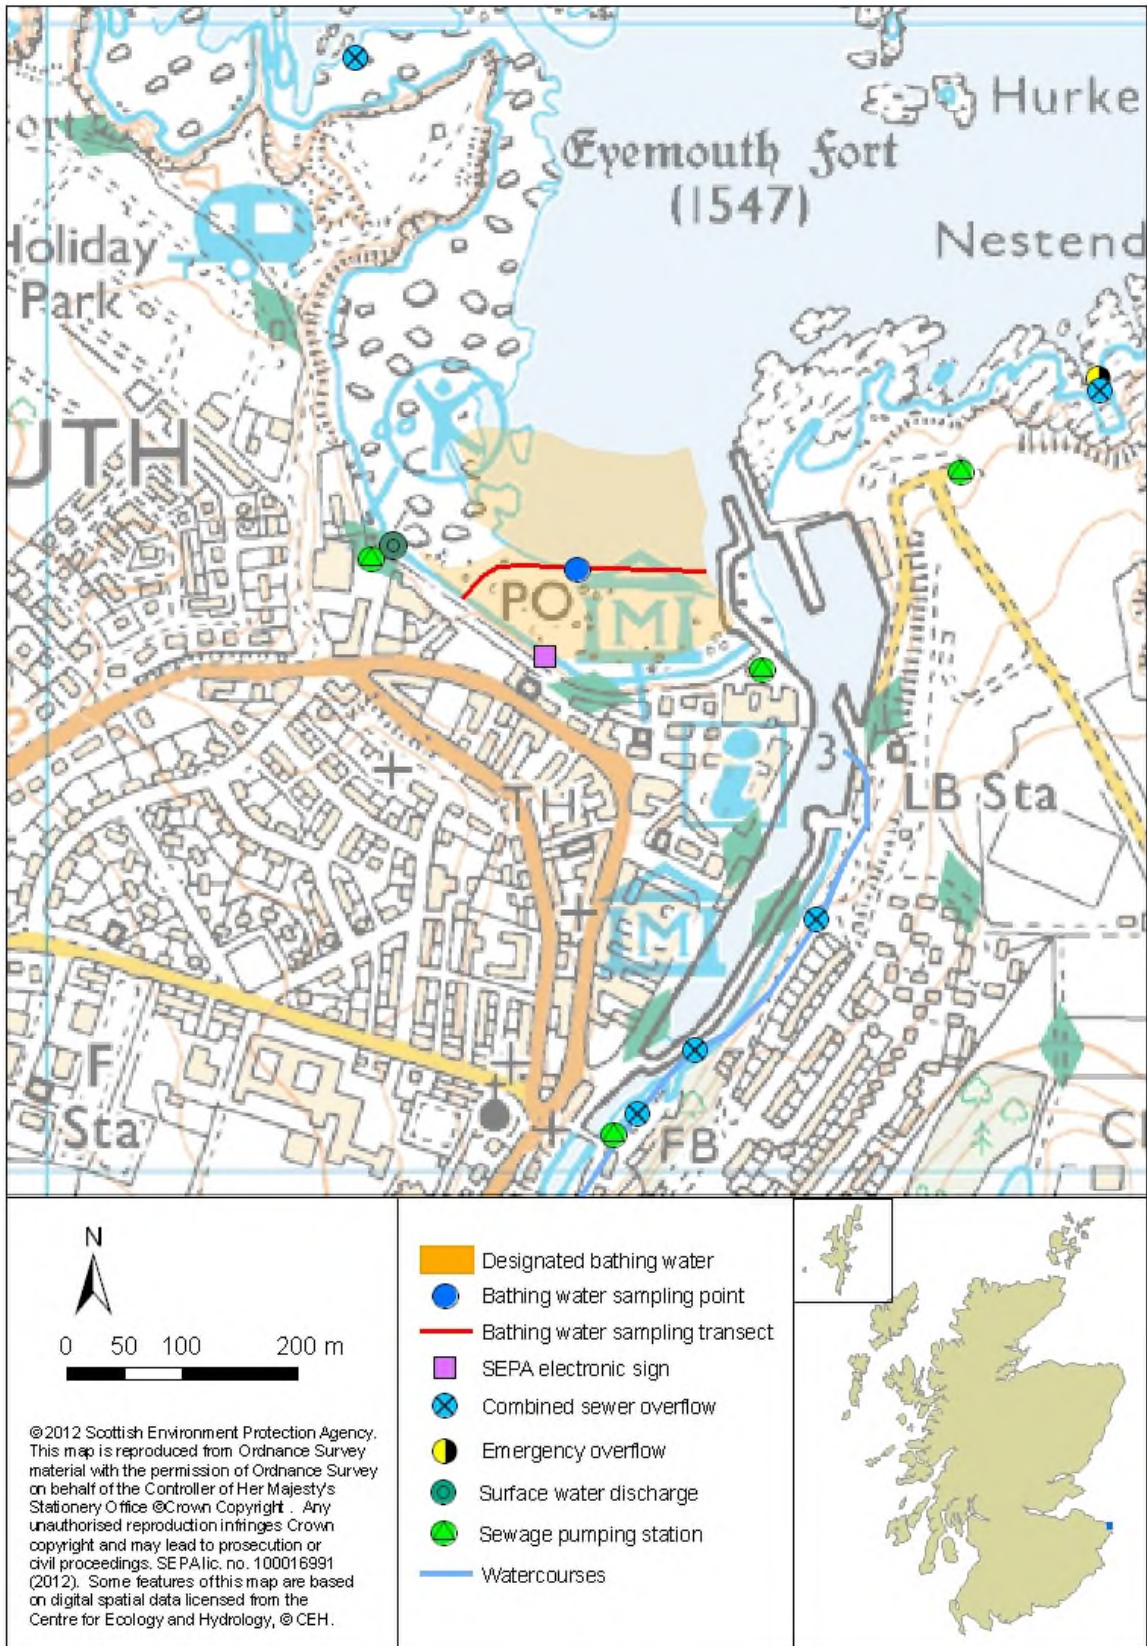 ort
Hurke
Eyemouth Fort
(1547)
Holiday
Park
Nestend
UTH
PO
M
3
i
LB Sta
TH
M
F
Sta
FB
C
N
0 50 100 200 m
©2012 Scottish Environment Protection Agency.
This map is reproduced from Ordnance Survey
material with the permission of Ordnance Survey
on behalf of the Controller of Her Majesty's
Stationery Office ©Crown Copyright . Any
unauthorised reproduction infringes Crown
copyright and may lead to prosecution or
civil proceedings. SEPA lic. no. 100016991
(2012). Some features of this map are based
on digital spatial data licensed from the
Centre for Ecology and Hydrology, © CEH.
Designated bathing water
Bathing water sampling point
Bathing water sampling transect
SEPA electronic sign
Combined sewer overflow
Emergency overflow
Surface water discharge
Sewage pumping station
Watercourses